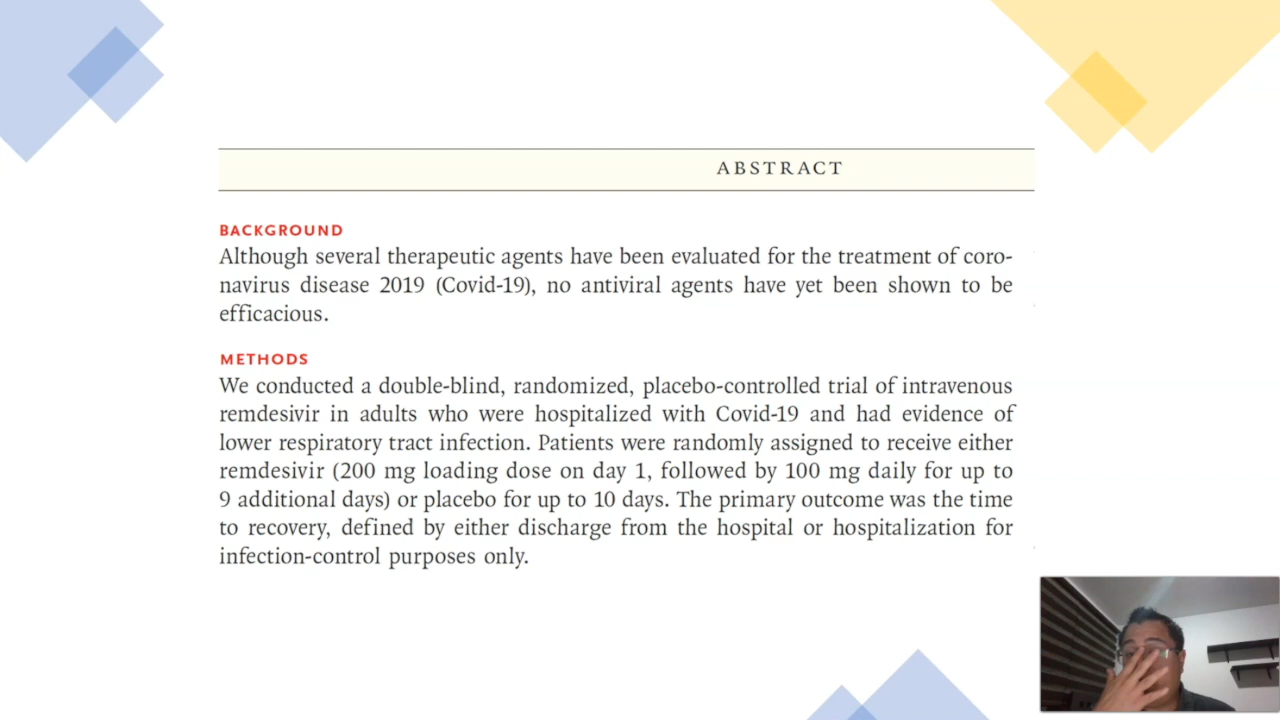 ABSTRACT
BACKGROUND
Although several therapeutic agents have been evaluated for the treatment of coro-
navirus disease 2019 (Covid-19), no antiviral agents have yet been shown to be
efficacious.
METHODS
We conducted a double-blind, randomized, placebo-controlled trial of intravenous
remdesivir in adults who were hospitalized with Covid-19 and had evidence of
lower respiratory tract infection. Patients were randomly assigned to receive either
remdesivir (200 mg loading dose on day 1, followed by 100 mg daily for up to
9 additional days) or placebo for up to 10 days. The primary outcome was the time
to recovery, defined by either discharge from the hospital or hospitalization for
infection-control purposes only.